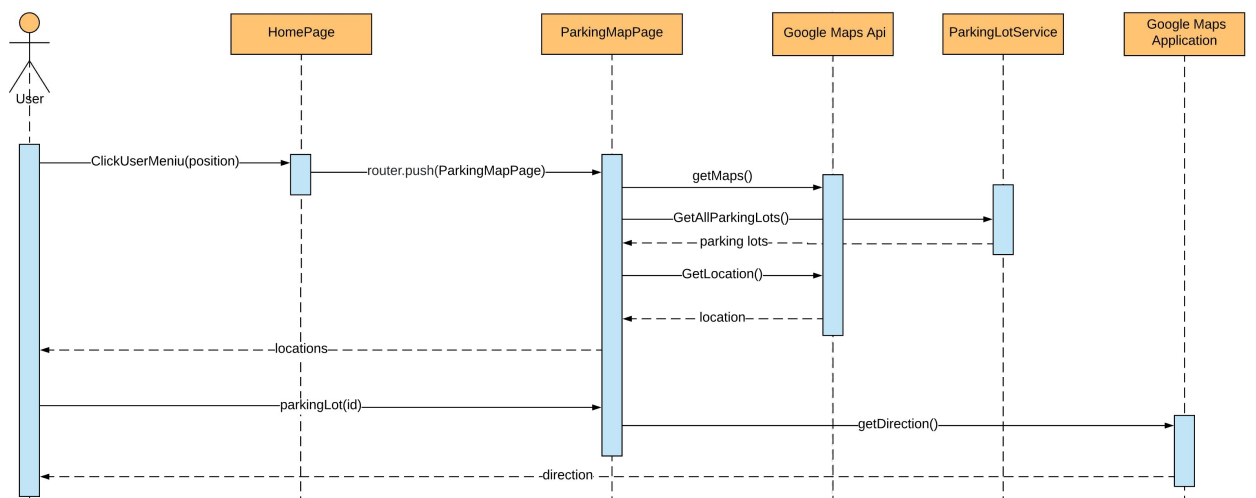 HomePage
ParkingMapPage
Google Maps Api
ParkingLotService
Google Maps
Application
User
ClickUserMeniu(position)
router.push(ParkingMapPage)
getMaps()
GetAllParkingLots()
parking lots
GetLocation()
location
locations
parkingLot(id)
getDirection()
direction